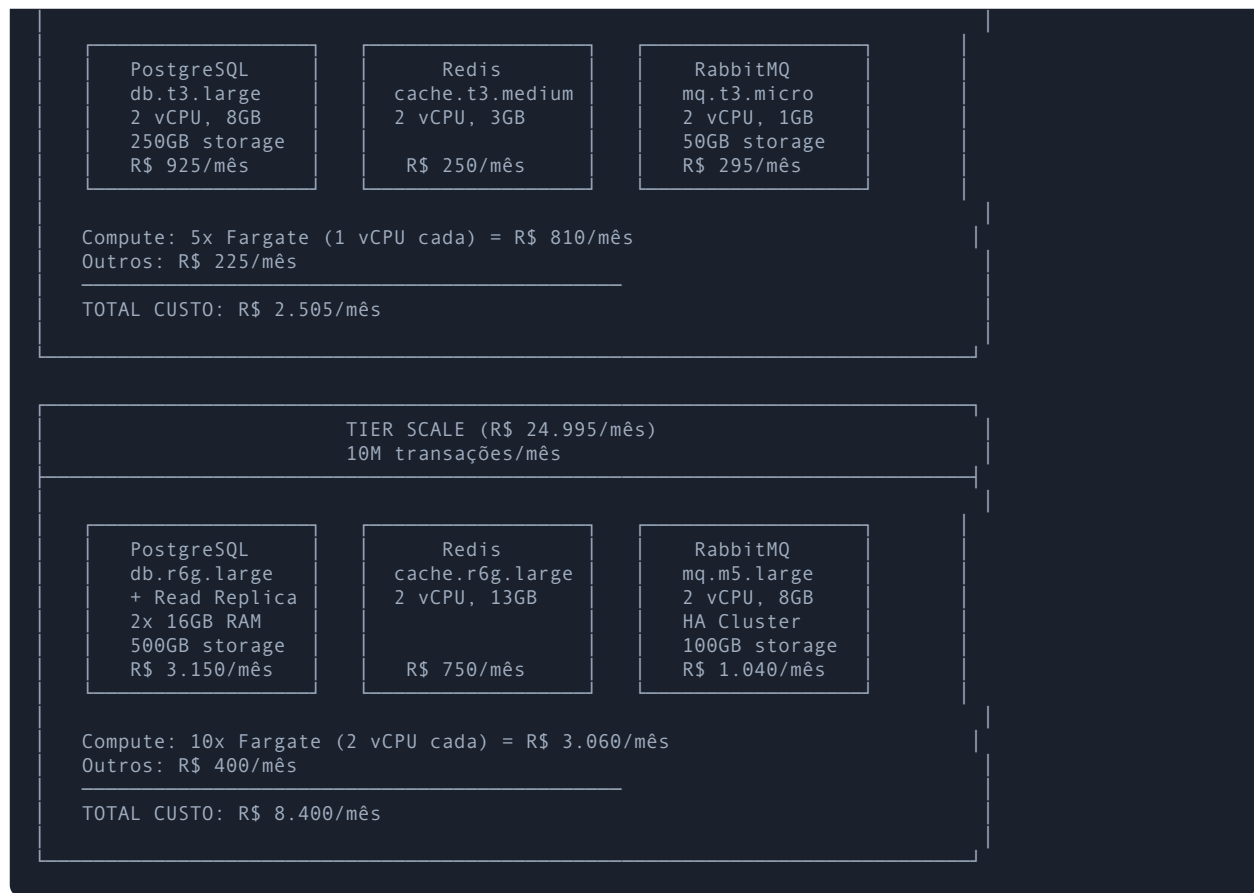 PostgreSQL Redis RabbitMQ
db.t3.large cache.t3.medium mq.t3.micro
2 vCPU, 8GB 2 vCPU, 3GB 2 vCPU, 1GB
250GB storage 50GB storage
R$ 925/mês R$ 250/mês R$ 295/mês
Compute: 5x Fargate (1 vCPU cada) = R$ 810/mês
Outros: R$ 225/mês
TOTAL CUSTO: R$ 2.505/mês
TIER SCALE (R$ 24.995/mês)
10M transações/mês
PostgreSQL Redis RabbitMQ
db.r6g.large cache.r6g.large mq.m5.large
+ Read Replica 2 vCPU, 13GB 2 vCPU, 8GB
2x 16GB RAM HA Cluster
500GB storage 100GB storage
R$ 3.150/mês R$ 750/mês R$ 1.040/mês
Compute: 10x Fargate (2 vCPU cada) = R$ 3.060/mês
Outros: R$ 400/mês
TOTAL CUSTO: R$ 8.400/mês